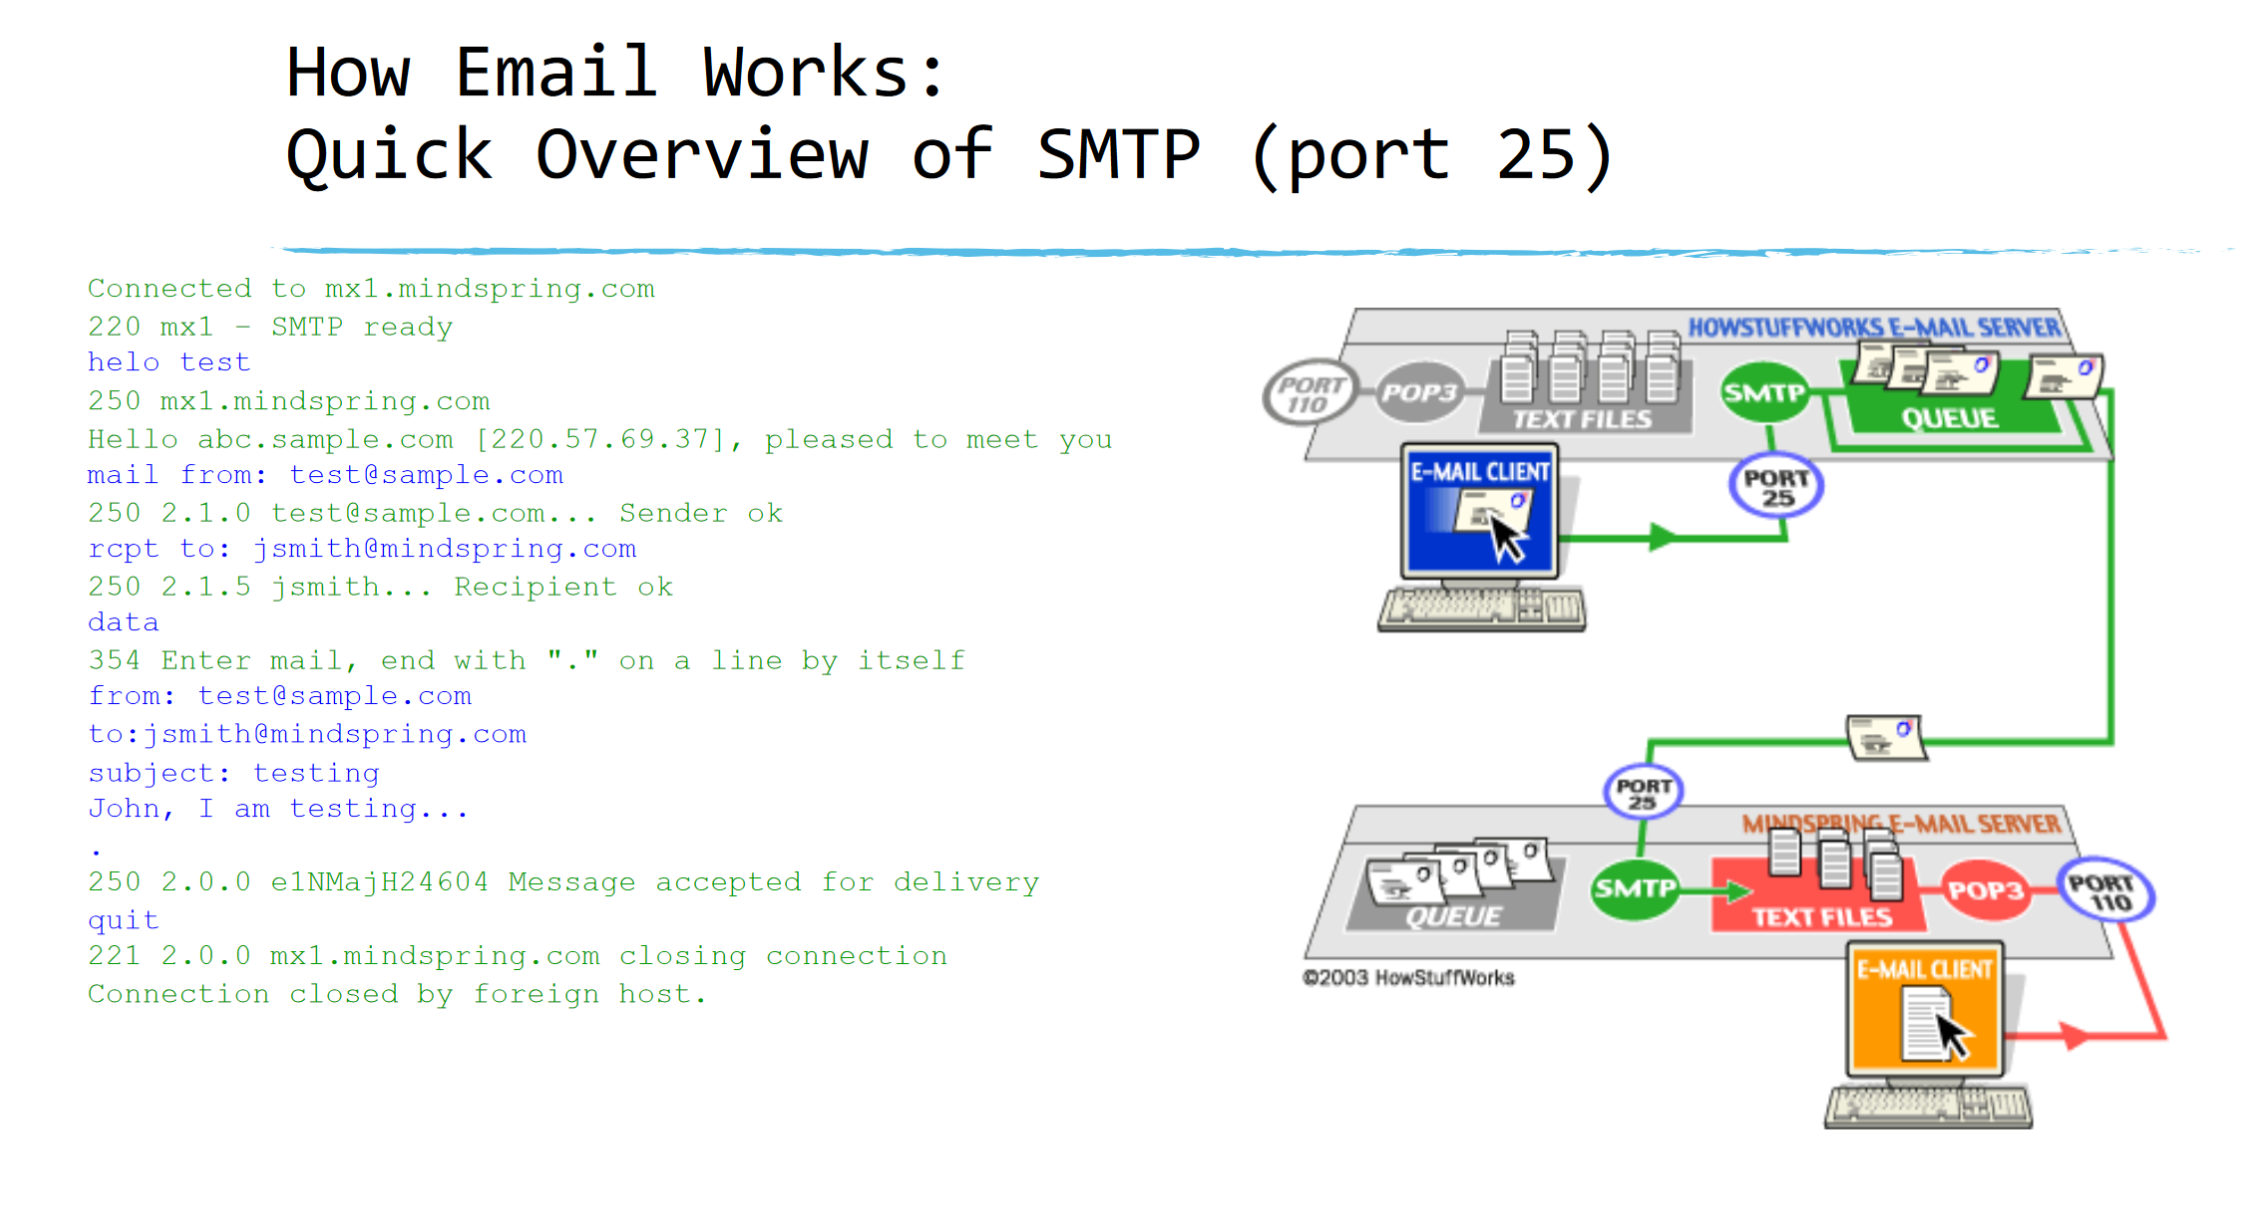 How Email Works:
Quick Overview of SMTP (port 25)
Connected to mx1.mindspring.com
220 mx1 – SMTP ready
helo test
250 mx1.mindspring.com
Hello abc.sample.com [220.57.69.37], pleased to meet you
mail from: test@sample.com
250 2.1.0 test@sample.com... Sender ok
rcpt to: jsmith@mindspring.com
250 2.1.5 jsmith... Recipient ok
data
354 Enter mail, end with "." on a line by itself
from: test@sample.com
to:jsmith@mindspring.com
subject: testing
John, I am testing...
.
250 2.0.0 e1NMajH24604 Message accepted for delivery
quit
221 2.0.0 mx1.mindspring.com closing connection
Connection closed by foreign host.
HOWSTUFFWORKS E-MAIL SERVER
PORT
110
POP3
TEXT FILES
SMTP
QUEUE
E-MAIL CLIENT
PORT
25
PORT
25
MINDSPRING E-MAIL SERVER
QUEUE
SMTP
TEXT FILES
POP3
PORT
110
©2003 HowStuffWorks
E-MAIL CLIENT